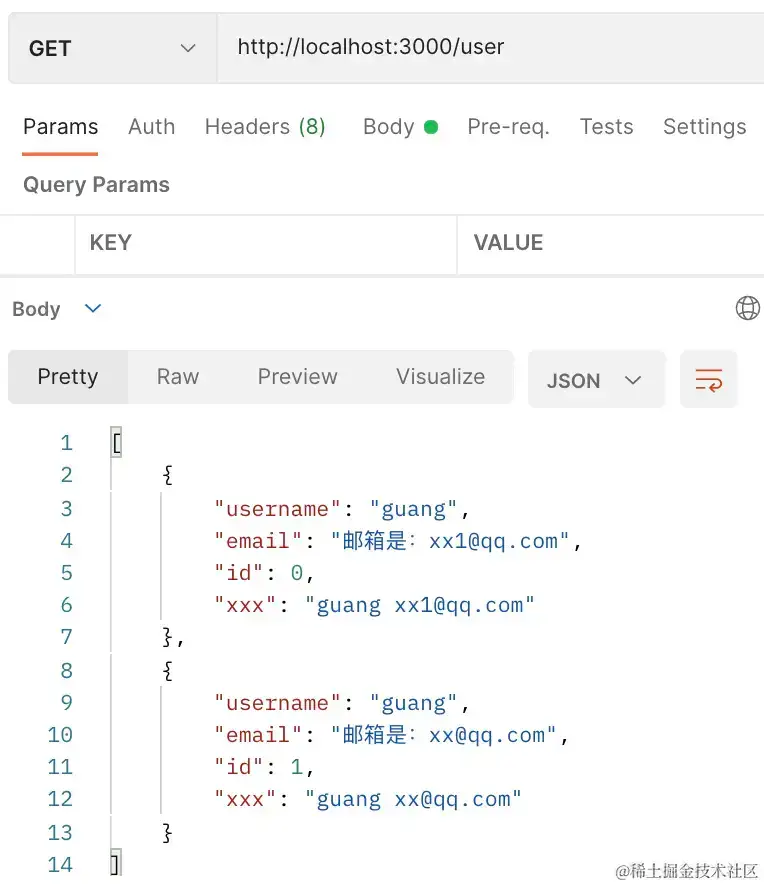 GET http://localhost:3000/user
Params Auth Headers (8) Body Pre-req. Tests Settings
Query Params
KEY VALUE
Body
Pretty Raw Preview Visualize JSON
1 [
2 {
3 "username": "guang",
4 "email": "邮箱是：xx1@qq.com",
5 "id": 0,
6 "xxx": "guang xx1@qq.com"
7 },
8 {
9 "username": "guang",
10 "email": "邮箱是：xx@qq.com",
11 "id": 1,
12 "xxx": "guang xx@qq.com"
13 }
14 ]
@稀土掘金技术社区